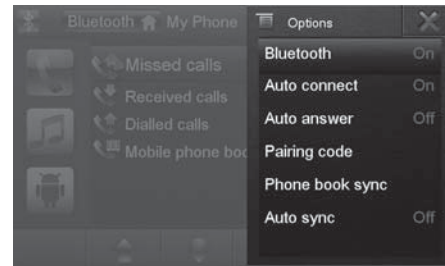 Bluetooth My Phone
Missed calls
Received calls
Dialled calls
Mobile phone boo
Options
Bluetooth On
Auto connect On
Auto answer Off
Pairing code
Phone book sync
Auto sync Off